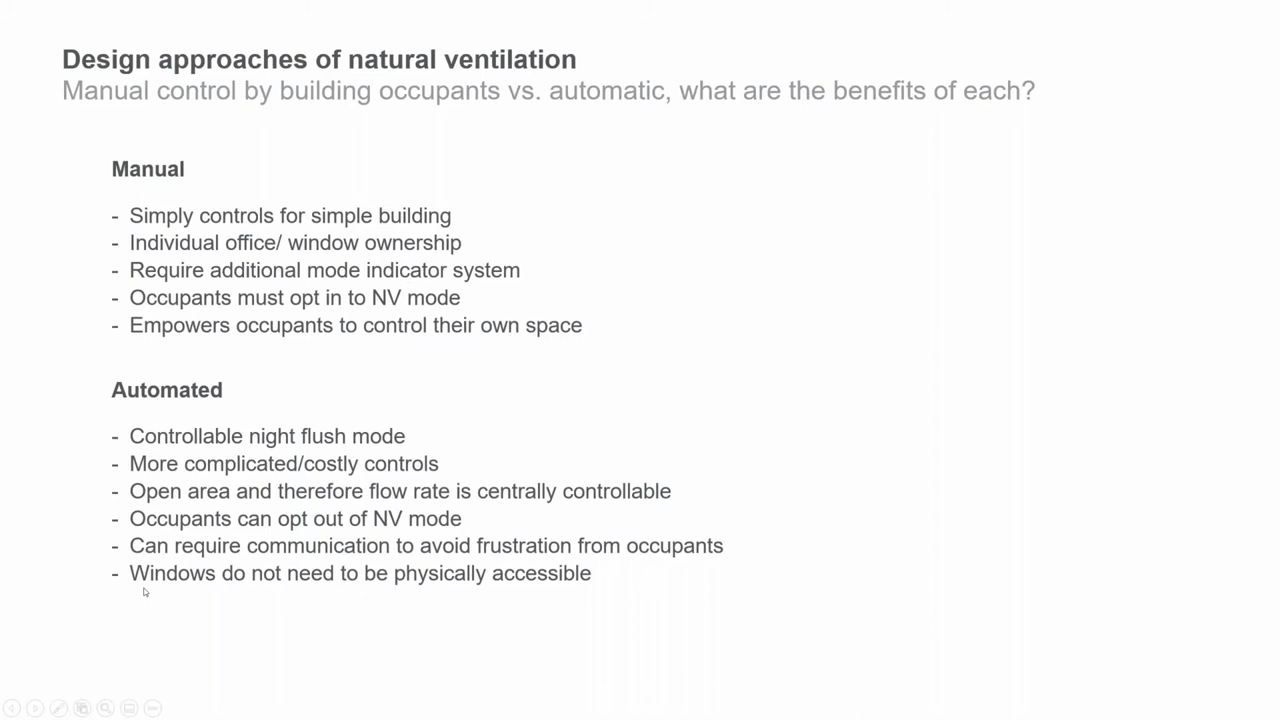 Design approaches of natural ventilation
Manual control by building occupants vs. automatic, what are the benefits of each?
Manual
- Simply controls for simple building
- Individual office/ window ownership
- Require additional mode indicator system
- Occupants must opt in to NV mode
- Empowers occupants to control their own space
Automated
- Controllable night flush mode
- More complicated/costly controls
- Open area and therefore flow rate is centrally controllable
- Occupants can opt out of NV mode
- Can require communication to avoid frustration from occupants
- Windows do not need to be physically accessible